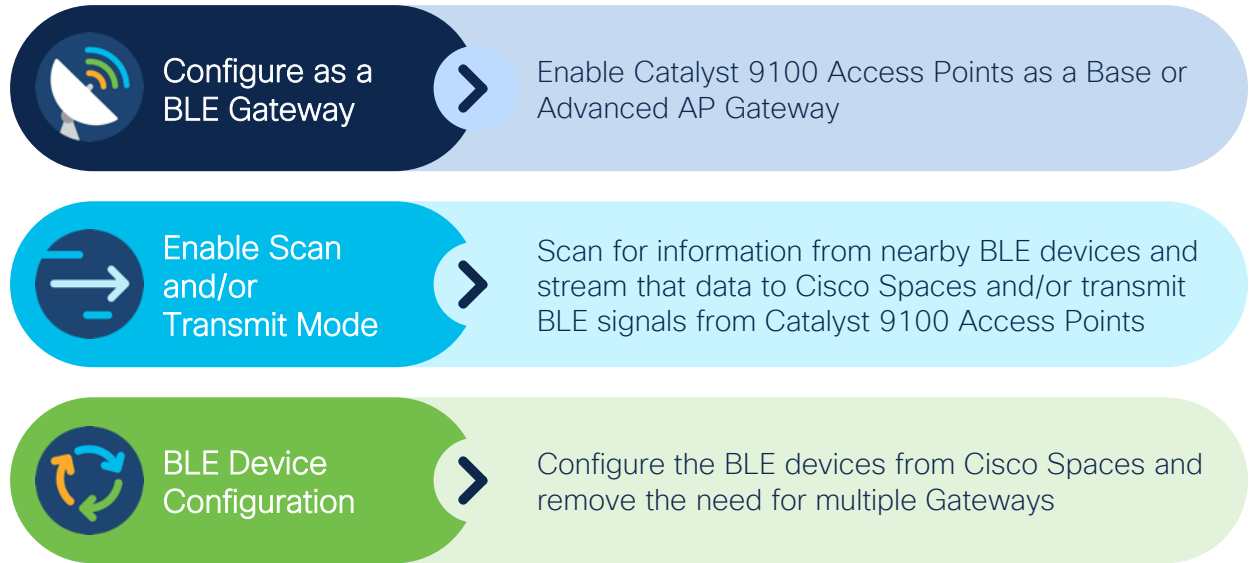 Configure as a
BLE Gateway
Enable Catalyst 9100 Access Points as a Base or
Advanced AP Gateway
Enable Scan
and/or
Transmit Mode
Scan for information from nearby BLE devices and
stream that data to Cisco Spaces and/or transmit
BLE signals from Catalyst 9100 Access Points
BLE Device
Configuration
Configure the BLE devices from Cisco Spaces and
remove the need for multiple Gateways